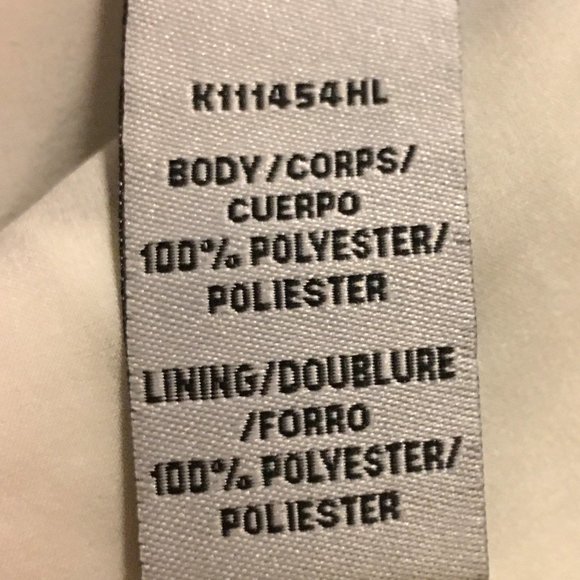 K111454HL
BODY/CORPS/
CUERPO
100% POLYESTER/
POLIESTER
LINING/DOUBLURE
/FORRO
100% POLYESTER/
POLIESTER